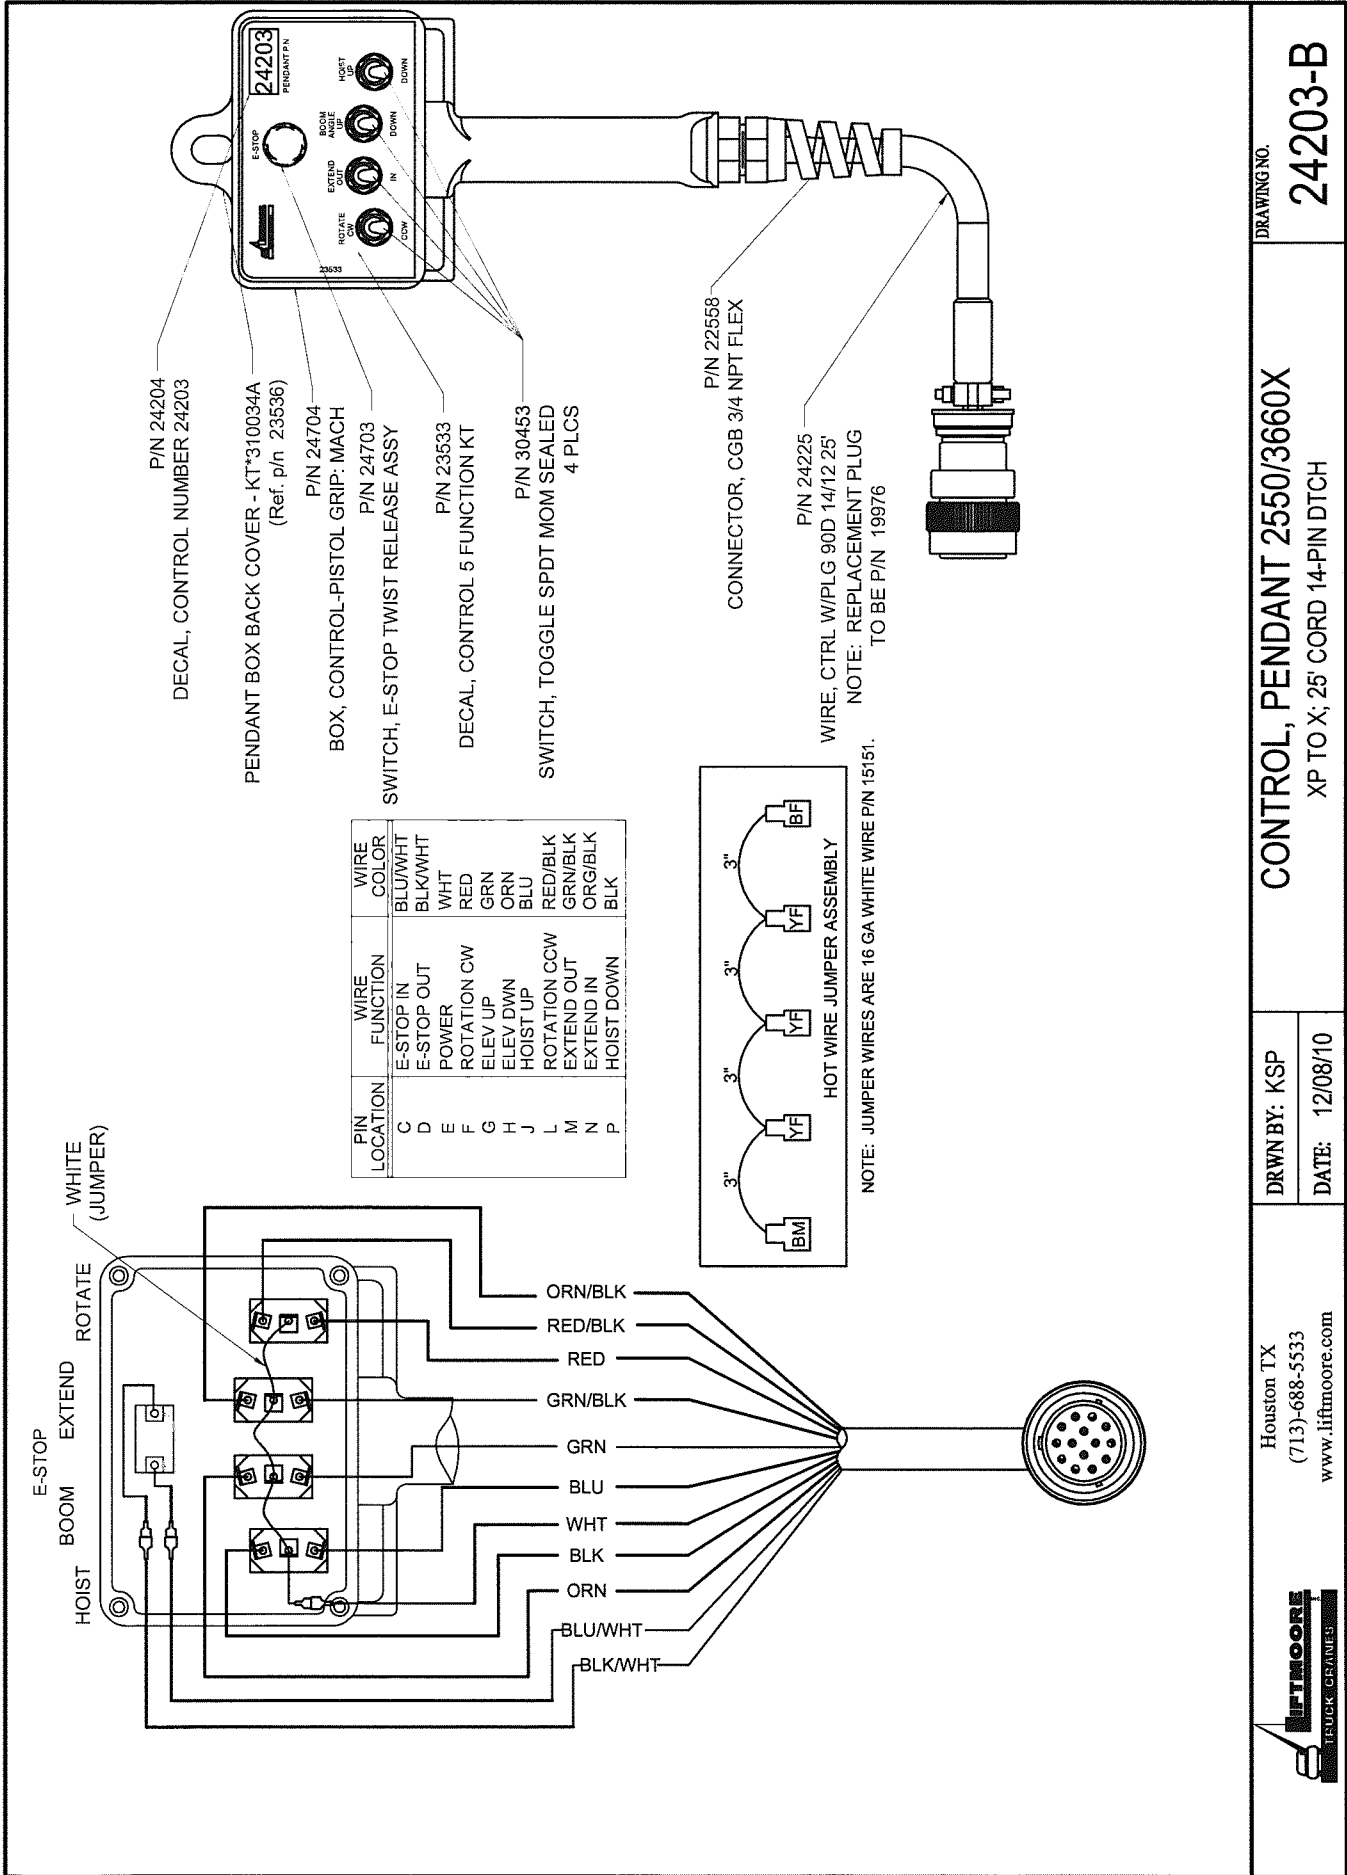 E-STOP
HOIST
BOOM
EXTEND
ROTATE
WHITE
(JUMPER)
ORN/BLK
RED/BLK
RED
GRN/BLK
GRN
BLU
WHT
BLK
ORN
BLU/WHT
BLK/WHT
PIN LOCATION WIRE FUNCTION WIRE COLOR
C E-STOP IN BLU/WHT
D E-STOP OUT BLK/WHT
E POWER WHT
F ROTATION CW RED
G ELEV UP GRN
H ELEV DWN ORN
J HOIST UP BLU
L ROTATION CCW RED/BLK
M EXTEND OUT GRN/BLK
N EXTEND IN ORG/BLK
P HOIST DOWN BLK
3" 3" 3" 3"
BM YF YF YF BF
HOT WIRE JUMPER ASSEMBLY
NOTE: JUMPER WIRES ARE 16 GA WHITE WIRE P/N 15151.
P/N 24204
DECAL, CONTROL NUMBER 24203
PENDANT BOX BACK COVER - KT*310034A
(Ref. p/n 23536)
P/N 24704
BOX, CONTROL-PISTOL GRIP: MACH
P/N 24703
SWITCH, E-STOP TWIST RELEASE ASSY
P/N 23533
DECAL, CONTROL 5 FUNCTION KT
P/N 30453
SWITCH, TOGGLE SPDT MOM SEALED
4 PLCS
P/N 22558
CONNECTOR, CGB 3/4 NPT FLEX
P/N 24225
WIRE, CTRL W/PLG 90D 14/12 25'
NOTE: REPLACEMENT PLUG
TO BE P/N 19976
E-STOP
24203
PENDANT P.N
23533
ROTATE
CW
CCW
EXTEND
OUT
IN
BOOM
ANGLE
UP
DOWN
HOIST
UP
DOWN
LIFTMOORE
TRUCK CRANES
Houston TX
(713)-688-5533
www.liftmoore.com
DRWN BY: KSP
DATE: 12/08/10
CONTROL, PENDANT 2550/3660X
XP TO X; 25' CORD 14-PIN DTCH
DRAWING NO.
24203-B